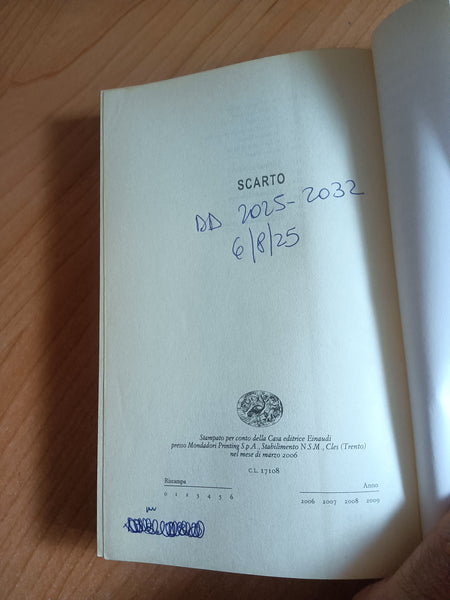 SCARTO
DD 2025-2032
6/8/25
Stampato per conto della Casa editrice Einaudi
presso Mondadori Printing S.p.A., Stabilimento N.S.M., Cles (Trento)
nel mese di marzo 2006
C.L. 17108
Ristampa Anno
0 1 2 3 4 5 6 2006 2007 2008 2009